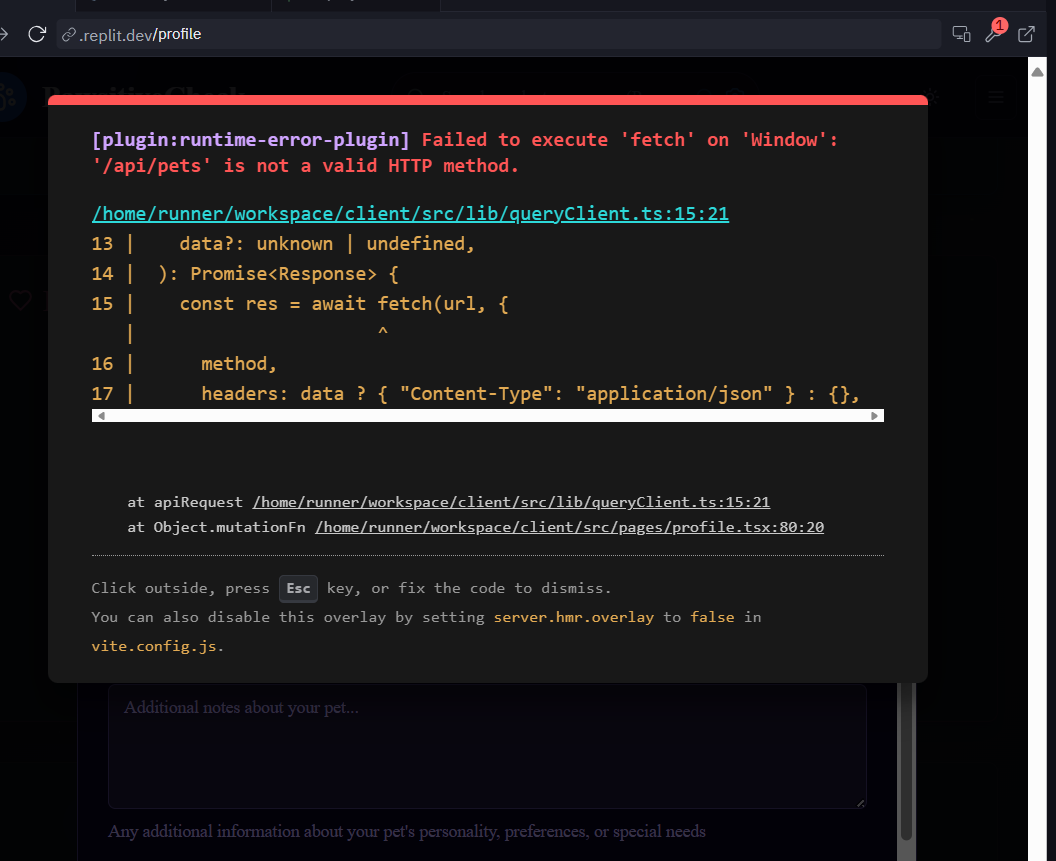 .replit.dev/profile
1
[plugin:runtime-error-plugin] Failed to execute 'fetch' on 'Window':
'/api/pets' is not a valid HTTP method.
/home/runner/workspace/client/src/lib/queryClient.ts:15:21
13 |    data?: unknown | undefined,
14 |  ): Promise<Response> {
15 |    const res = await fetch(url, {
   |                      ^
16 |      method,
17 |      headers: data ? { "Content-Type": "application/json" } : {},
at apiRequest /home/runner/workspace/client/src/lib/queryClient.ts:15:21
at Object.mutationFn /home/runner/workspace/client/src/pages/profile.tsx:80:20
Click outside, press Esc key, or fix the code to dismiss.
You can also disable this overlay by setting server.hmr.overlay to false in
vite.config.js.
Additional notes about your pet...
Any additional information about your pet's personality, preferences, or special needs